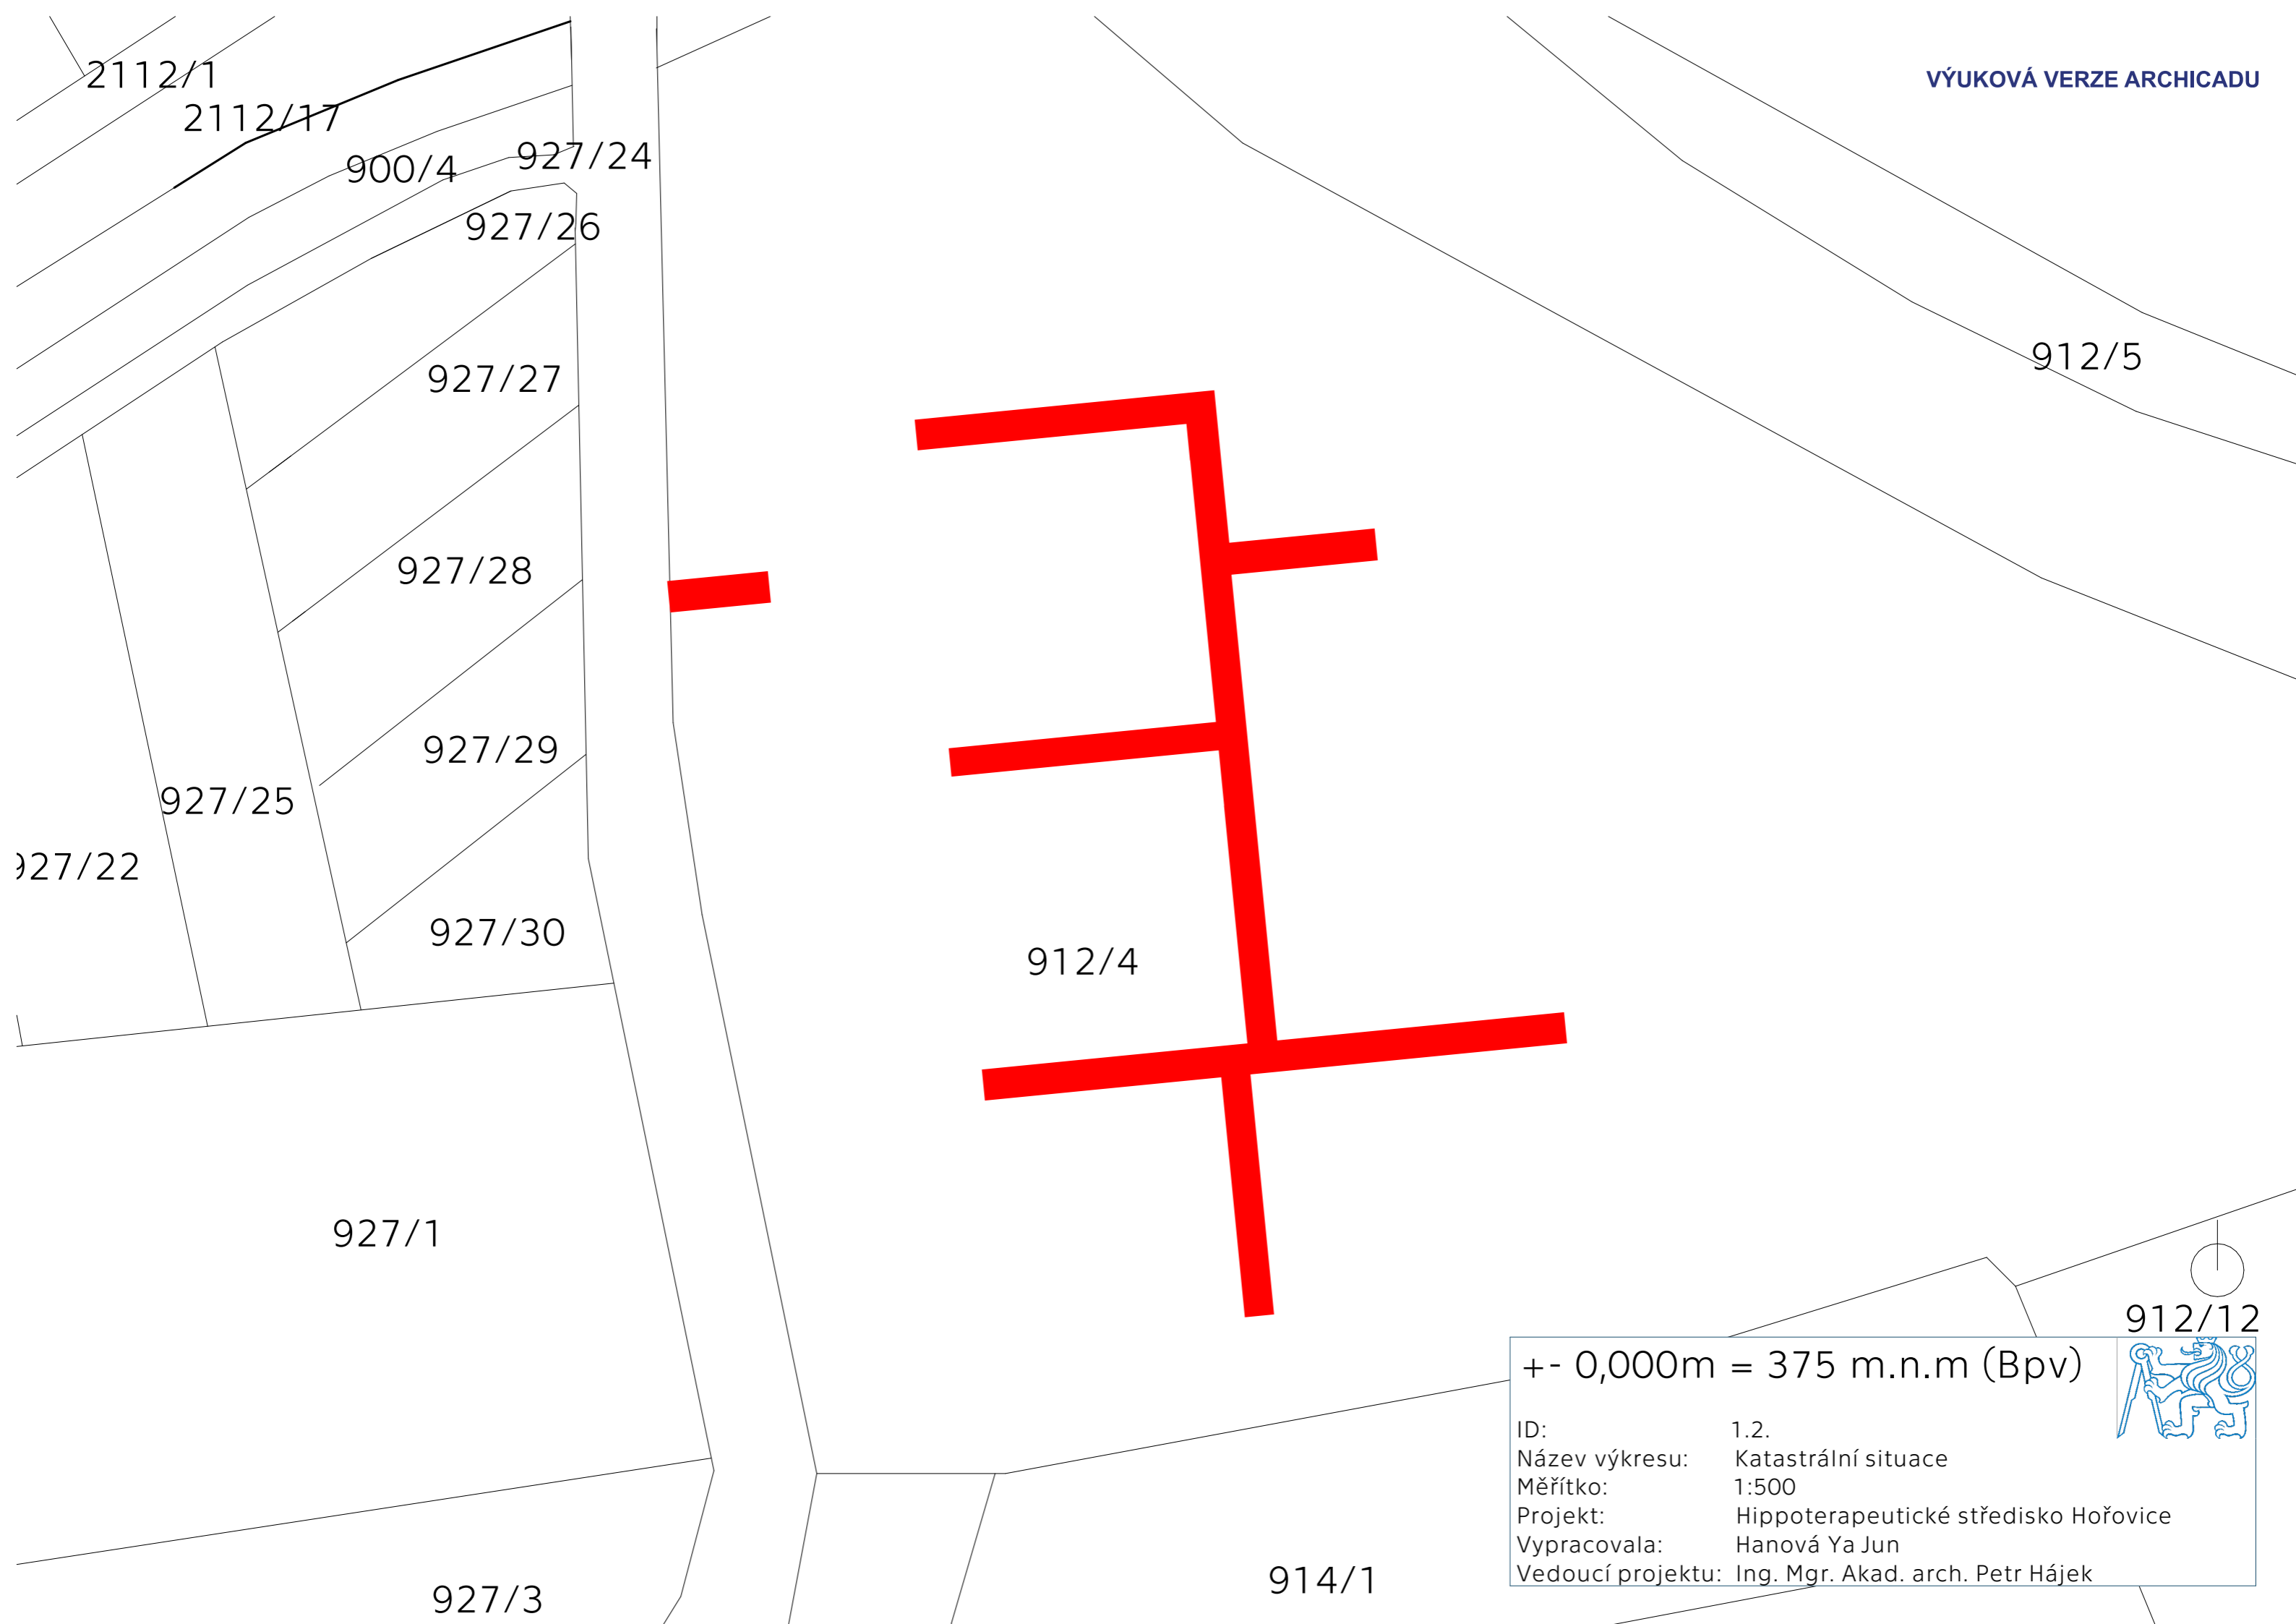 VÝUKOVÁ VERZE ARCHICADU
2112/1
2112/17
900/4
927/24
927/26
912/5
927/27
927/28
927/29
927/25
927/22
927/30
912/4
927/1
912/12
914/1
927/3
+- 0,000m = 375 m.n.m (Bpv)
ID: 1.2.
Název výkresu: Katastrální situace
Měřítko: 1:500
Projekt: Hippoterapeutické středisko Hořovice
Vypracovala: Hanová Ya Jun
Vedoucí projektu: Ing. Mgr. Akad. arch. Petr Hájek